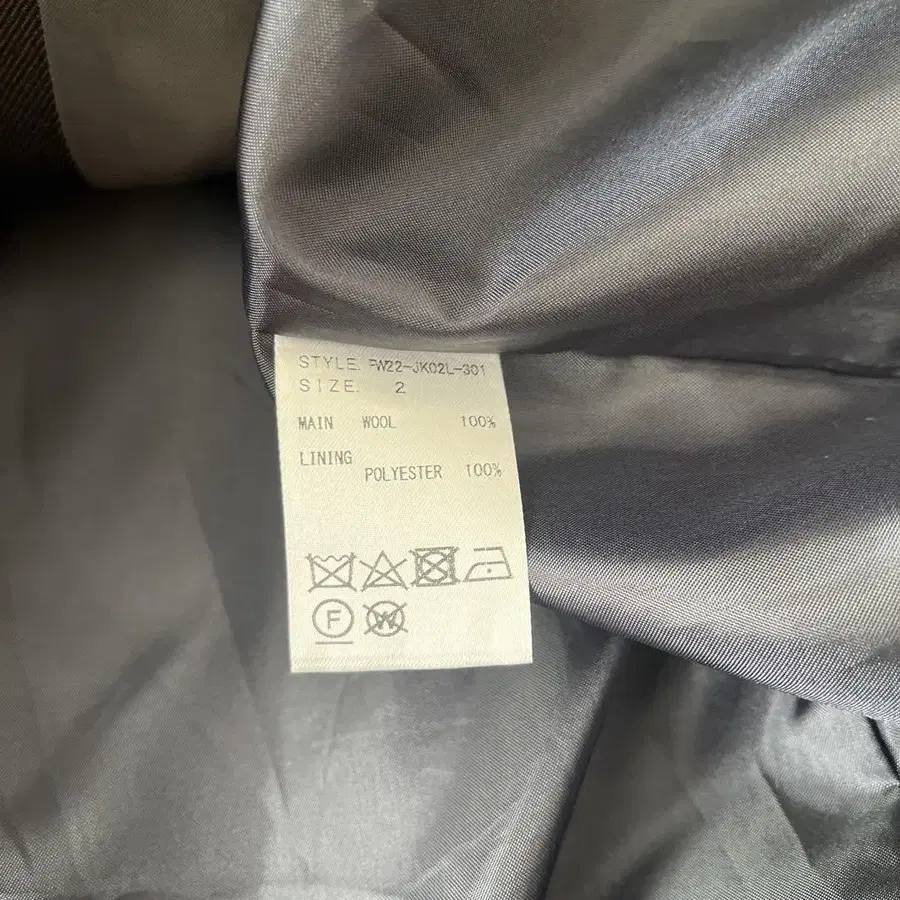 STYLE. FW22-JK02L-301
SIZE. 2
MAIN WOOL 100%
LINING
POLYESTER 100%
F W